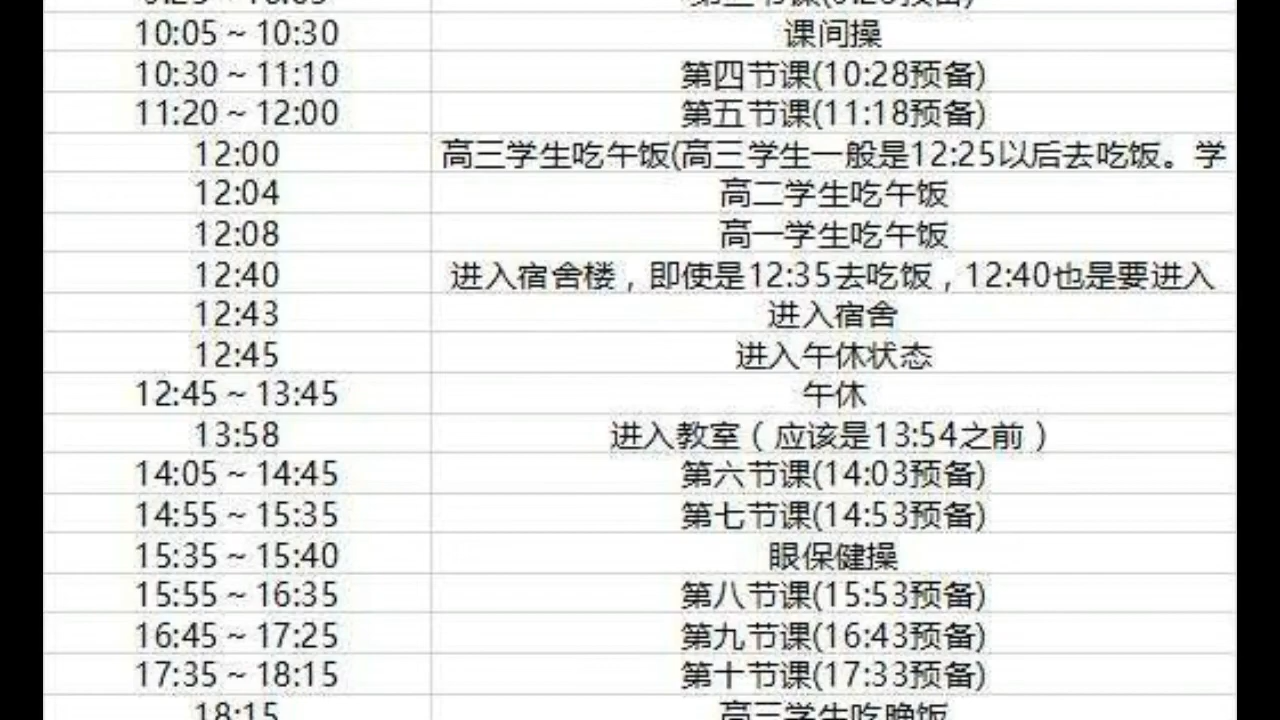 10:05 ~ 10:30 课间操
10:30 ~ 11:10 第四节课(10:28预备)
11:20 ~ 12:00 第五节课(11:18预备)
12:00 高三学生吃午饭(高三学生一般是12:25以后去吃饭。学
12:04 高二学生吃午饭
12:08 高一学生吃午饭
12:40 进入宿舍楼，即使是12:35去吃饭，12:40也是要进入
12:43 进入宿舍
12:45 进入午休状态
12:45 ~ 13:45 午休
13:58 进入教室（应该是13:54之前）
14:05 ~ 14:45 第六节课(14:03预备)
14:55 ~ 15:35 第七节课(14:53预备)
15:35 ~ 15:40 眼保健操
15:55 ~ 16:35 第八节课(15:53预备)
16:45 ~ 17:25 第九节课(16:43预备)
17:35 ~ 18:15 第十节课(17:33预备)
18:15 高三学生吃晚饭